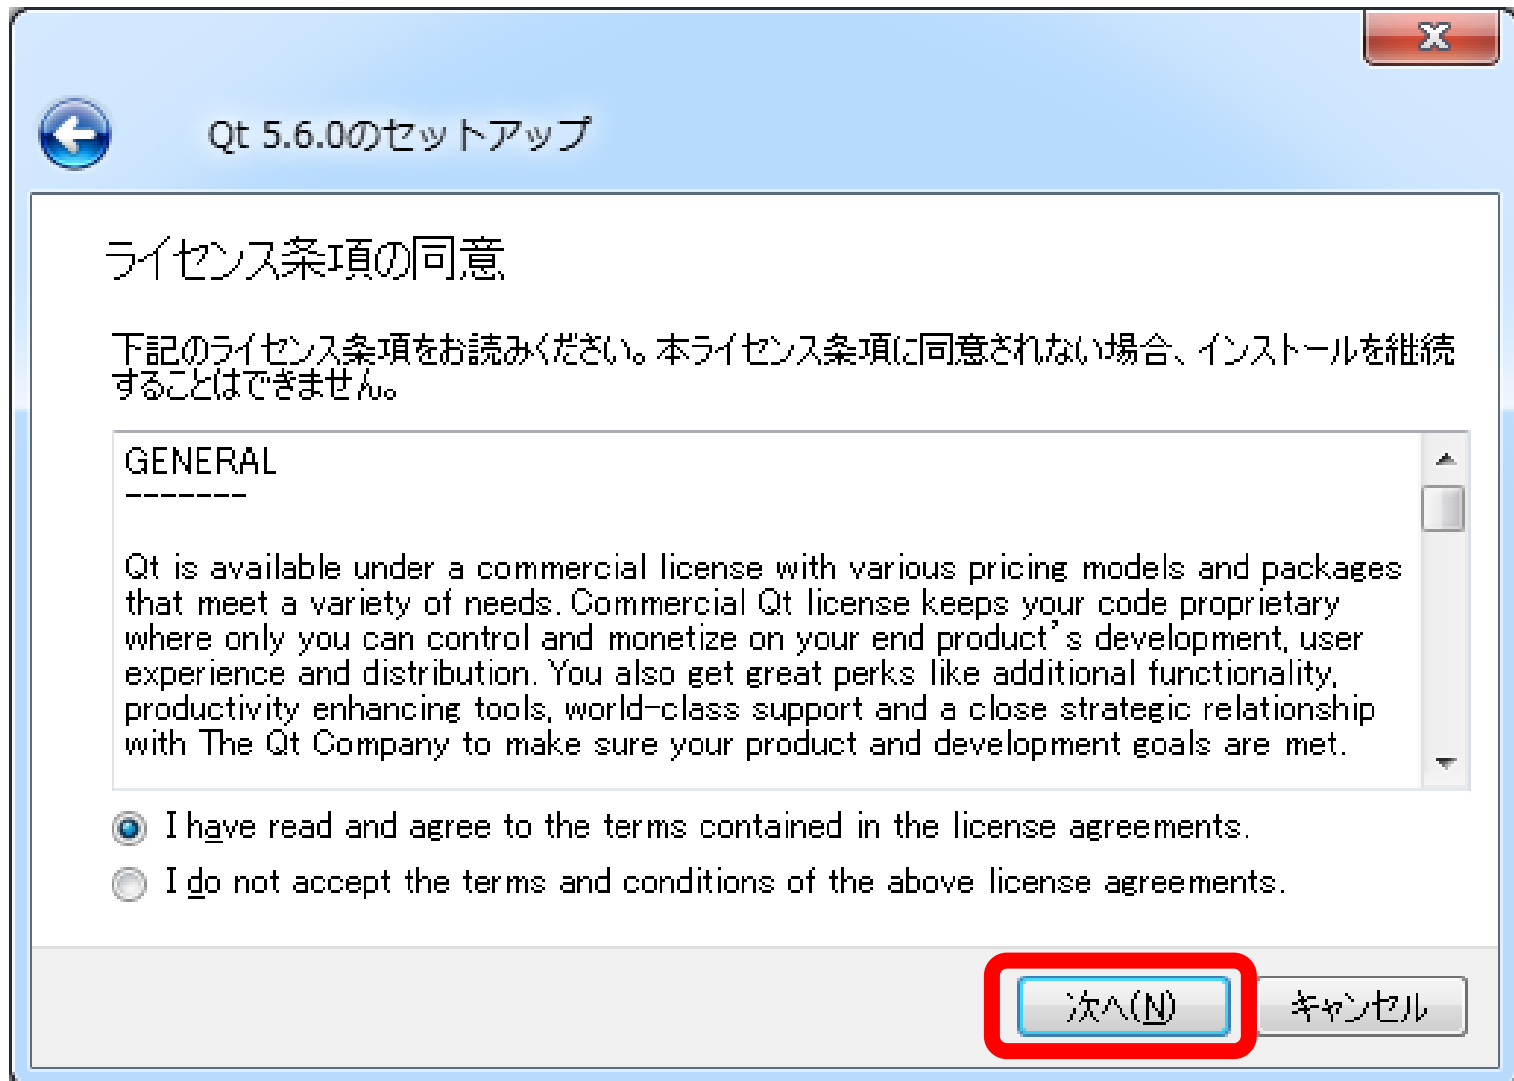 Qt 5.6.0のセットアップ
ライセンス条項の同意
下記のライセンス条項をお読みください。本ライセンス条項に同意されない場合、インストールを継続
することはできません。
GENERAL
-------
Qt is available under a commercial license with various pricing models and packages
that meet a variety of needs. Commercial Qt license keeps your code proprietary
where only you can control and monetize on your end product’s development, user
experience and distribution. You also get great perks like additional functionality,
productivity enhancing tools, world-class support and a close strategic relationship
with The Qt Company to make sure your product and development goals are met.
I have read and agree to the terms contained in the license agreements.
I do not accept the terms and conditions of the above license agreements.
次へ(N) キャンセル